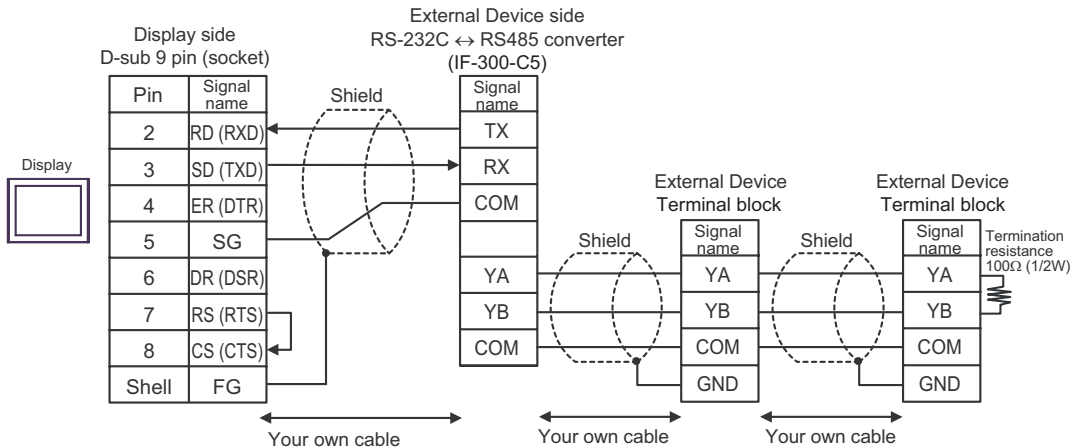 Display
Display side
D-sub 9 pin (socket)
Pin Signal name
2 RD (RXD)
3 SD (TXD)
4 ER (DTR)
5 SG
6 DR (DSR)
7 RS (RTS)
8 CS (CTS)
Shell FG
Shield
Your own cable
External Device side
RS-232C ↔ RS485 converter
(IF-300-C5)
Signal name
TX
RX
COM
YA
YB
COM
Shield
Your own cable
External Device
Terminal block
Signal name
YA
YB
COM
GND
Shield
Your own cable
External Device
Terminal block
Signal name
YA
YB
COM
GND
Termination
resistance
100Ω (1/2W)